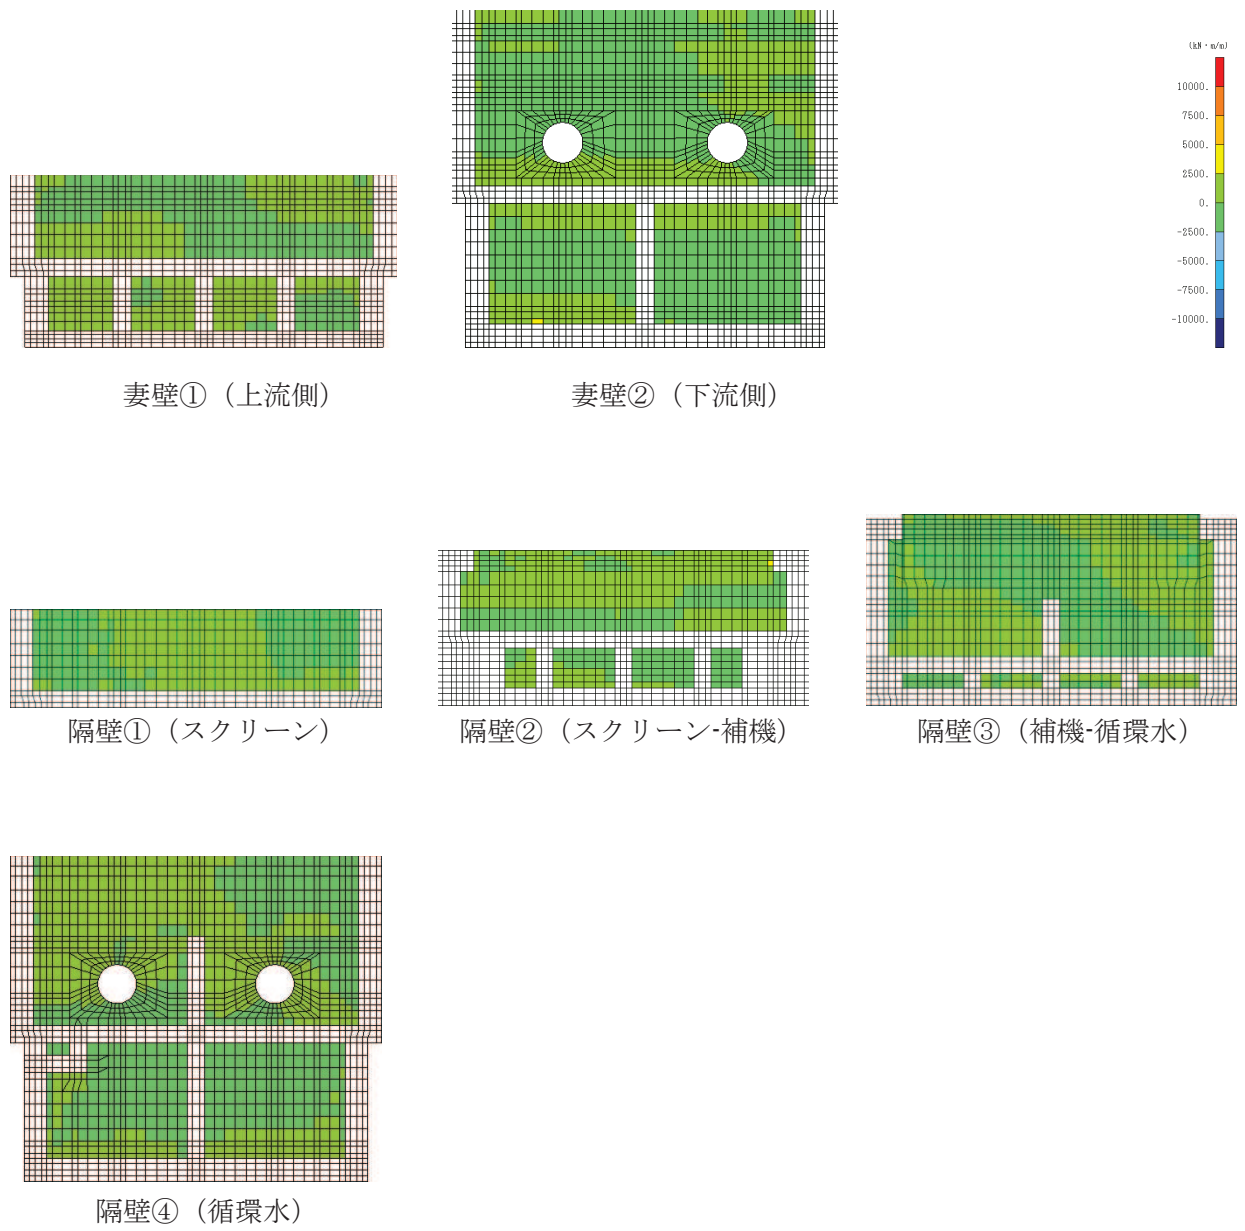 (kN・m/m)
10000.
7500.
5000.
2500.
0.
-2500.
-5000.
-7500.
-10000.
妻壁①（上流側）
妻壁②（下流側）
隔壁①（スクリーン）
隔壁②（スクリーン-補機）
隔壁③（補機-循環水）
隔壁④（循環水）